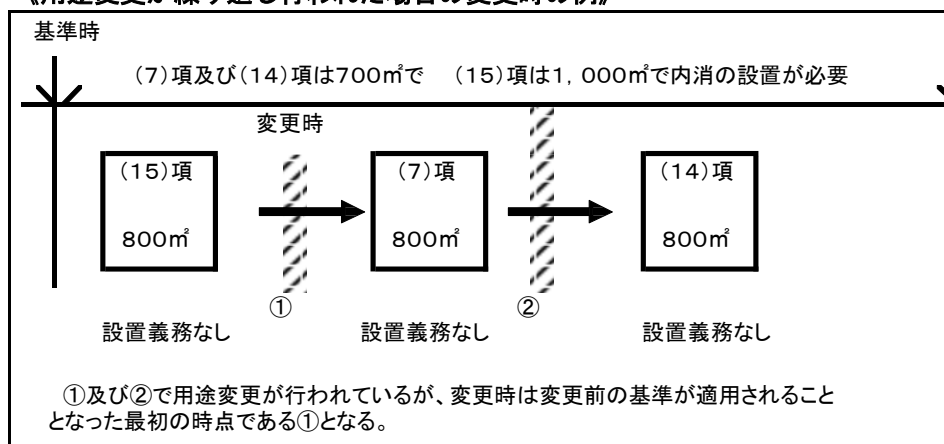 《用途変更が繰り返し行われた場合の変更時の例》
基準時
(7)項及び(14)項は700㎡で (15)項は1,000㎡で内消の設置が必要
変更時
(15)項 (7)項 (14)項
800㎡ 800㎡ 800㎡
① ②
設置義務なし 設置義務なし 設置義務なし
①及び②で用途変更が行われているが、変更時は変更前の基準が適用されること
となった最初の時点である①となる。